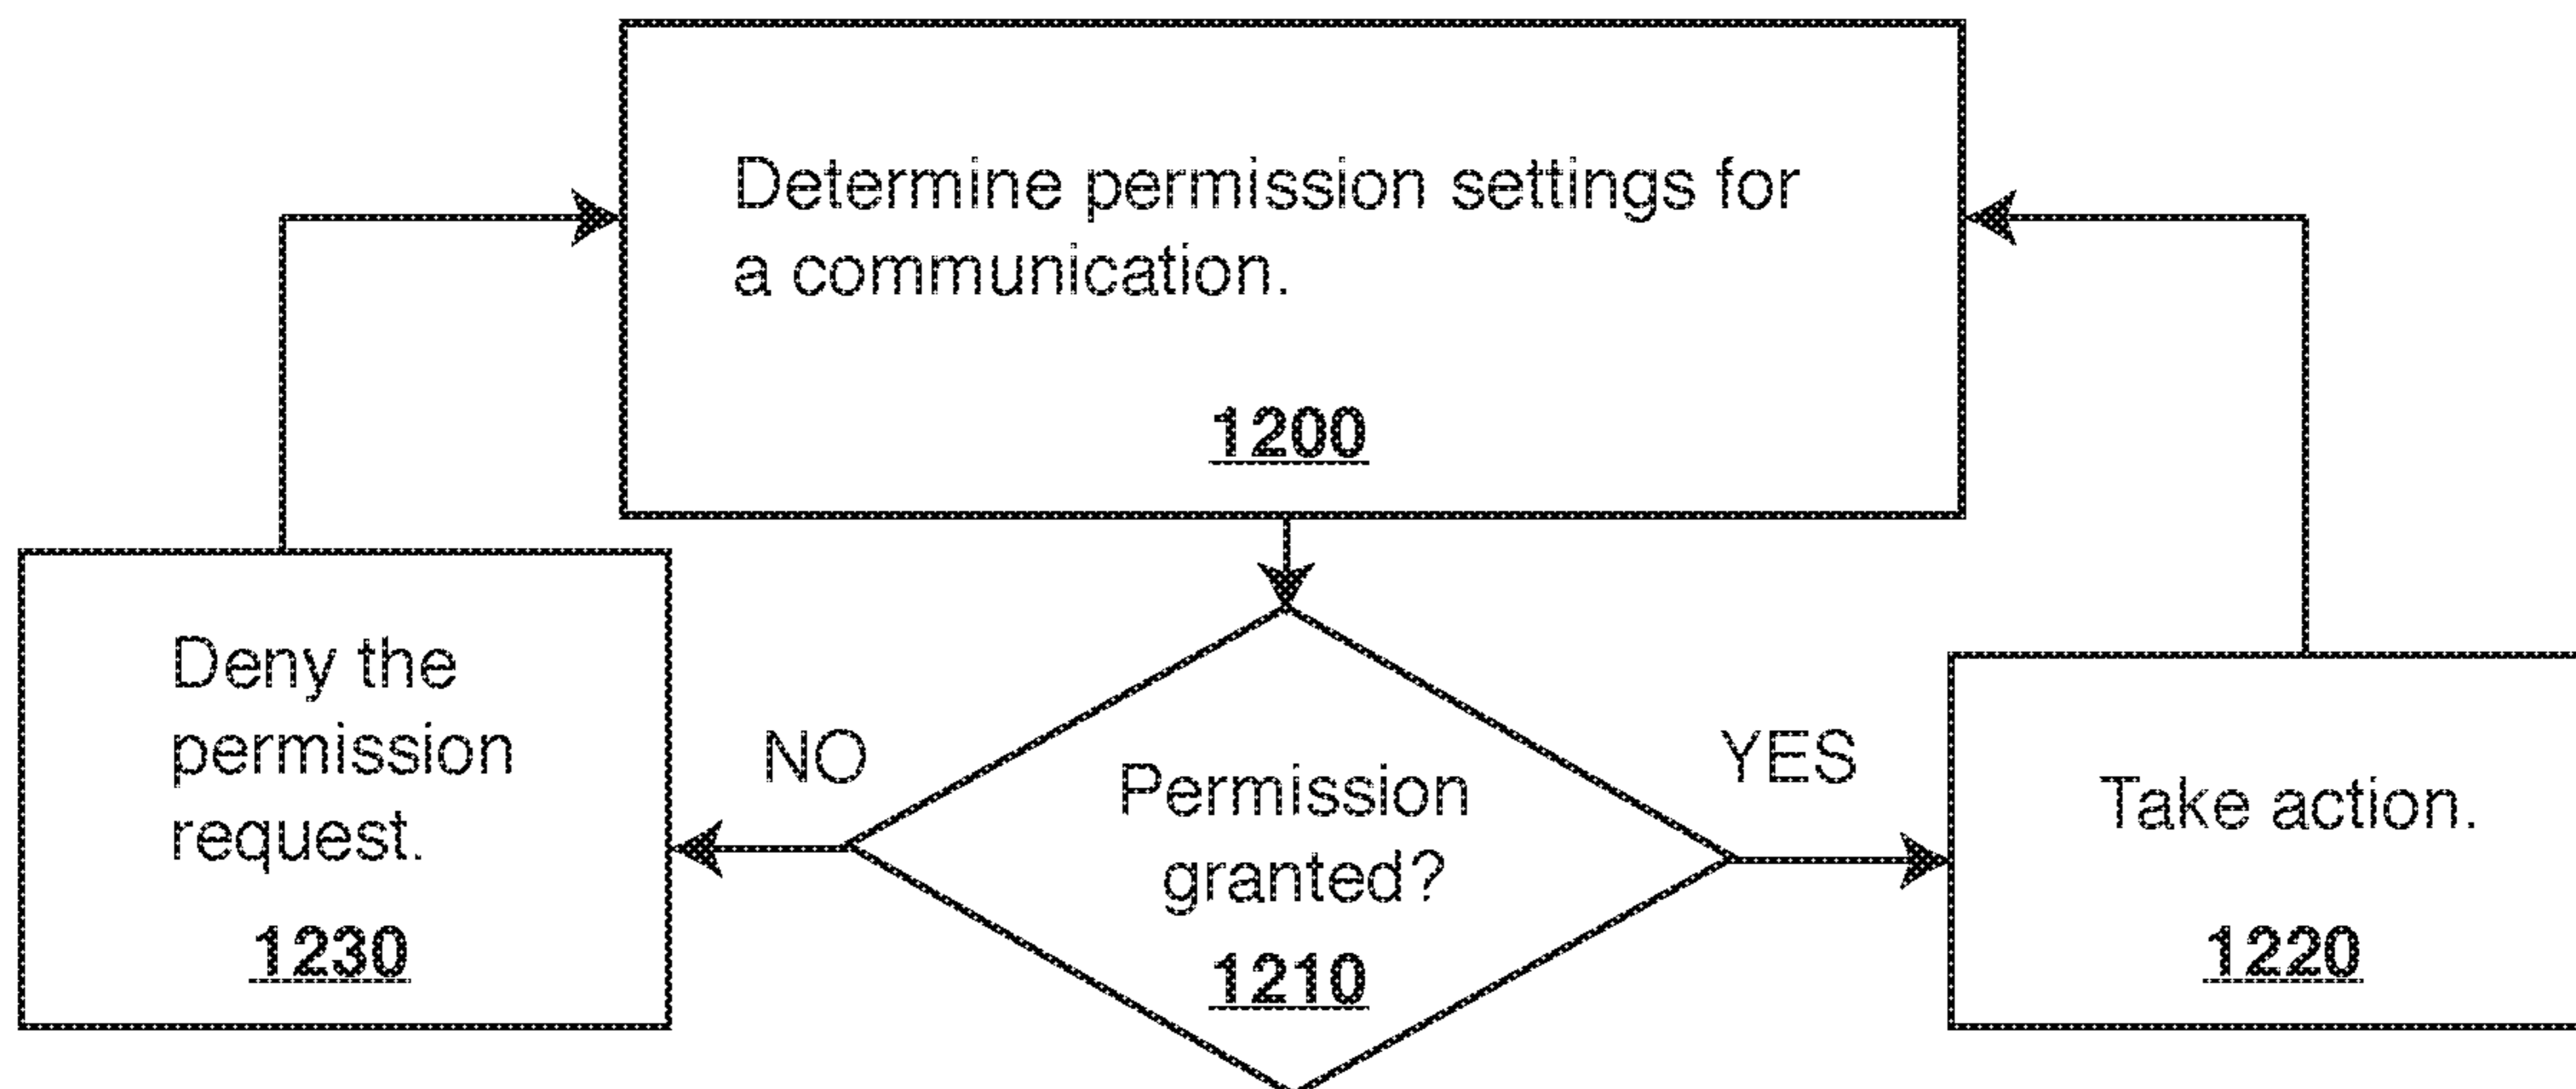 Determine permission settings for
a communication.
1200
Deny the
permission
request.
1230
NO
Permission
granted?
1210
YES
Take action.
1220